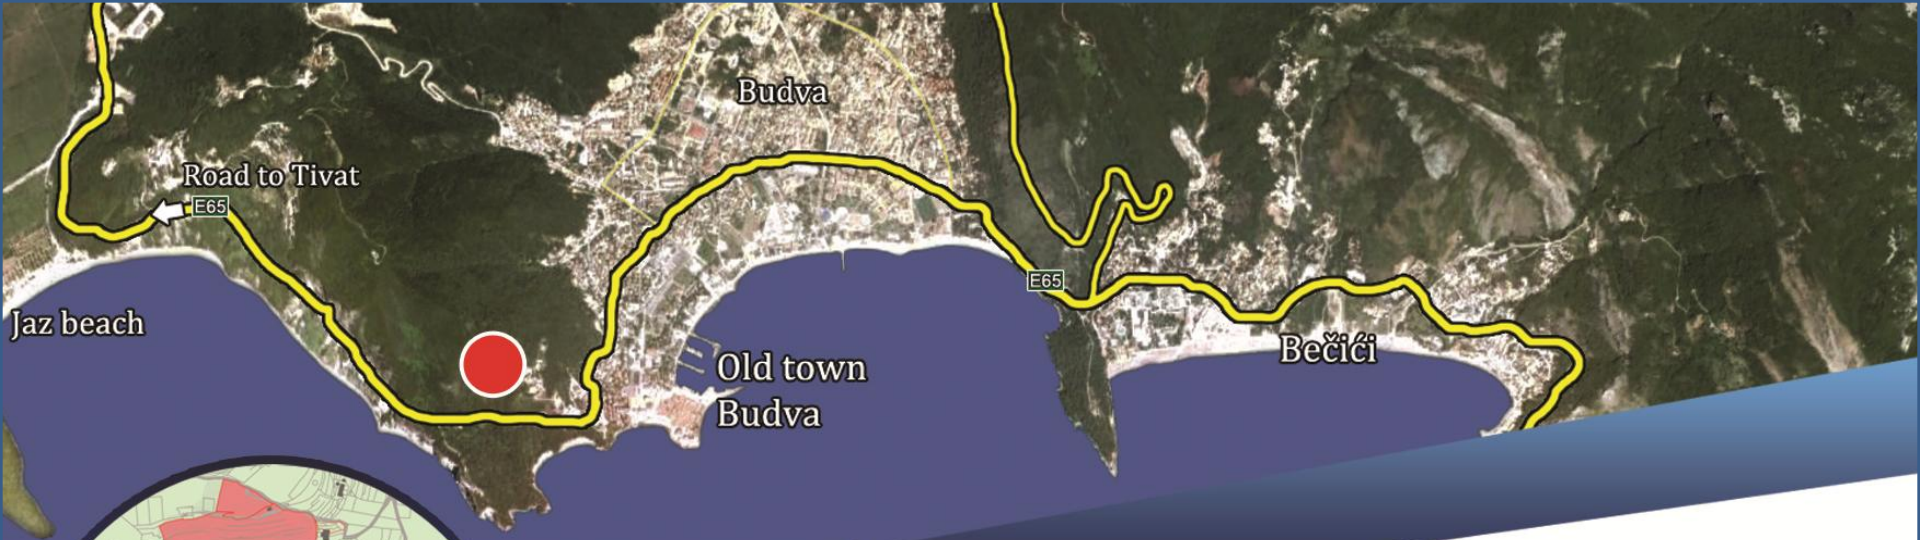 Budva
Road to Tivat
E65
E65
Jaz beach
Bečići
Old town
Budva